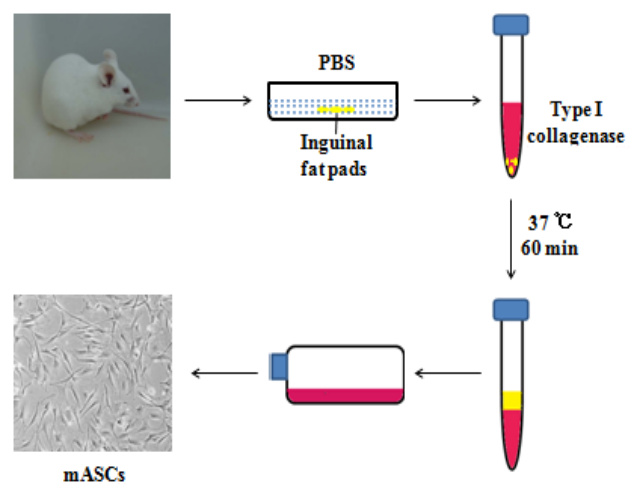 PBS
Inguinal
fat pads
Type I
collagenase
37 ℃
60 min
mASCs